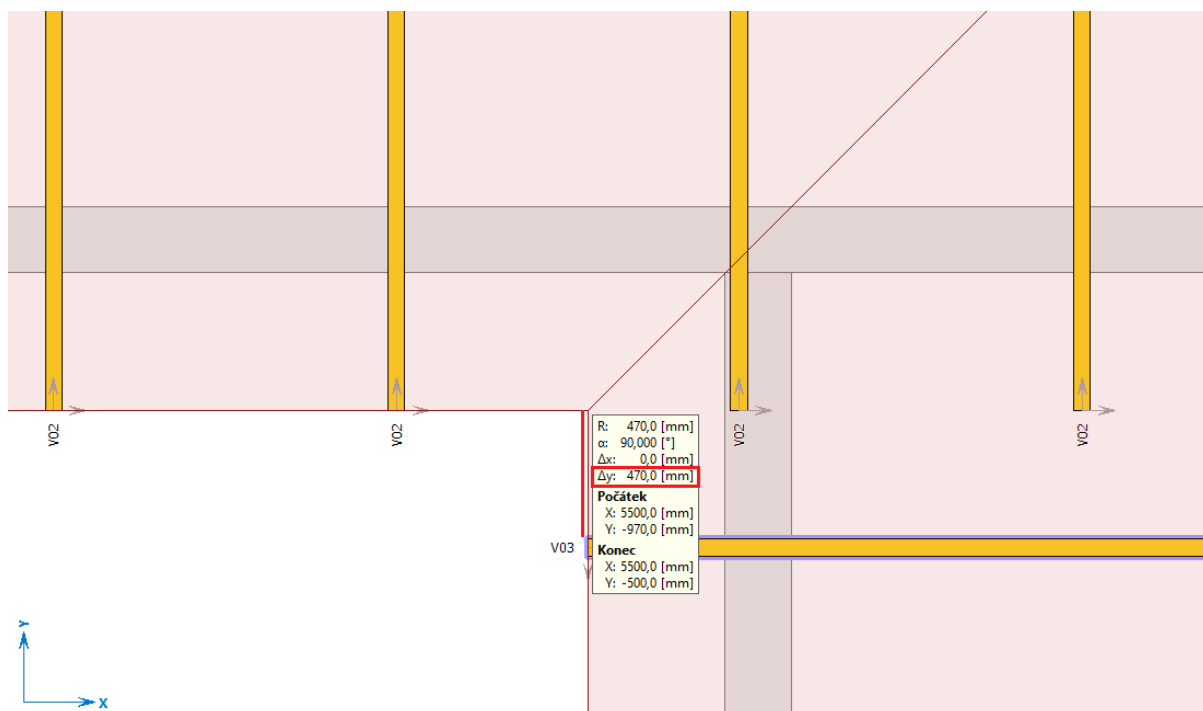 V02
V02
V02
V02
R: 470,0 [mm]
α: 90,000 [°]
Δx: 0,0 [mm]
Δy: 470,0 [mm]
Počátek
X: 5500,0 [mm]
Y: -970,0 [mm]
Konec
X: 5500,0 [mm]
Y: -500,0 [mm]
V03
Y
X